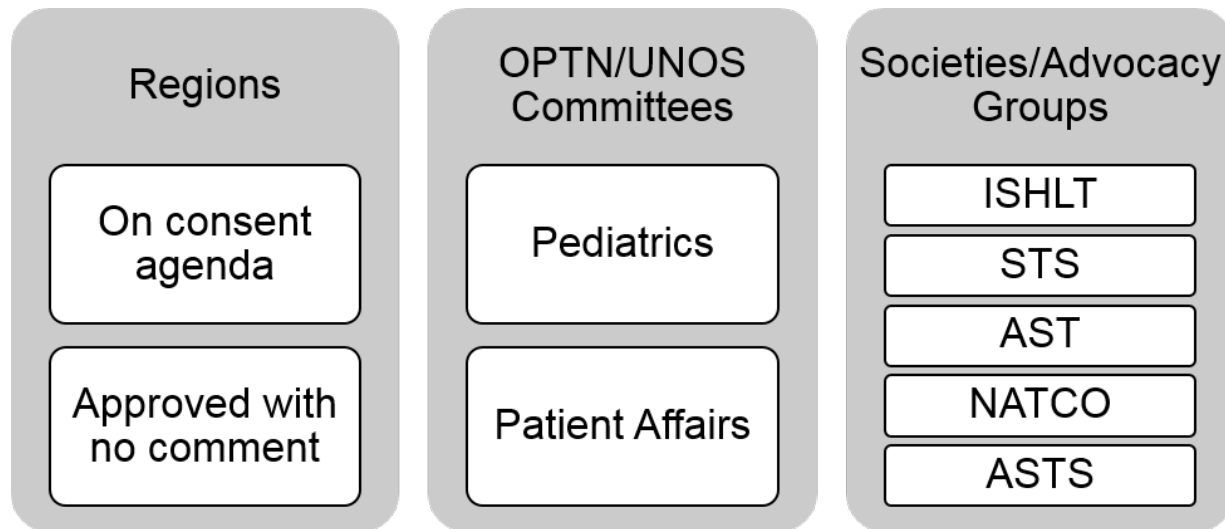 Regions
On consent
agenda
Approved with
no comment
OPTN/UNOS
Committees
Pediatrics
Patient Affairs
Societies/Advocacy
Groups
ISHLT
STS
AST
NATCO
ASTS